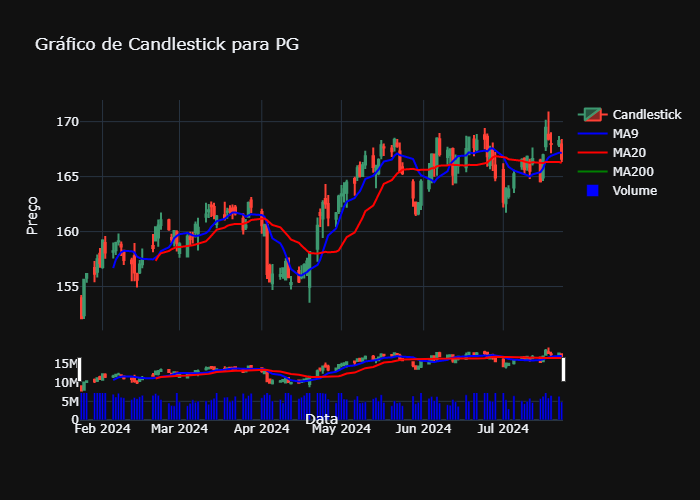 Gráfico de Candlestick para PG
Candlestick
MA9
MA20
MA200
Volume
Preço
170
165
160
155
15M
10M
5M
0
Data
Feb 2024
Mar 2024
Apr 2024
May 2024
Jun 2024
Jul 2024